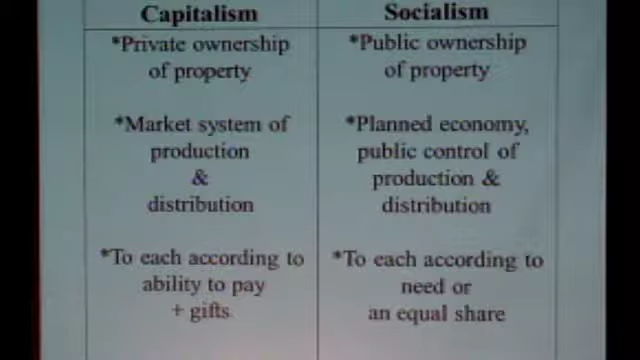 Capitalism
*Private ownership
of property
*Market system of
production
&
distribution
*To each according to
ability to pay
+ gifts
Socialism
*Public ownership
of property
*Planned economy,
public control of
production &
distribution
*To each according to
need or
an equal share